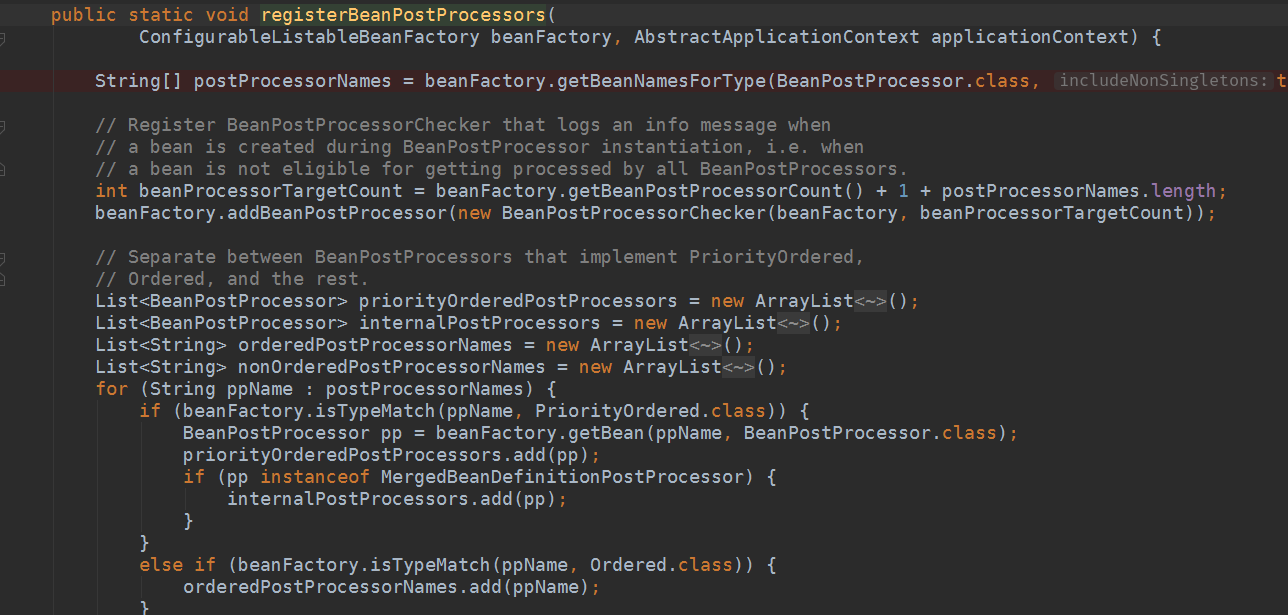 public static void registerBeanPostProcessors(
ConfigurableListableBeanFactory beanFactory, AbstractApplicationContext applicationContext) {
String[] postProcessorNames = beanFactory.getBeanNamesForType(BeanPostProcessor.class, includeNonSingletons: t
// Register BeanPostProcessorChecker that logs an info message when
// a bean is created during BeanPostProcessor instantiation, i.e. when
// a bean is not eligible for getting processed by all BeanPostProcessors.
int beanProcessorTargetCount = beanFactory.getBeanPostProcessorCount() + 1 + postProcessorNames.length;
beanFactory.addBeanPostProcessor(new BeanPostProcessorChecker(beanFactory, beanProcessorTargetCount));
// Separate between BeanPostProcessors that implement PriorityOrdered,
// Ordered, and the rest.
List<BeanPostProcessor> priorityOrderedPostProcessors = new ArrayList<~>();
List<BeanPostProcessor> internalPostProcessors = new ArrayList<~>();
List<String> orderedPostProcessorNames = new ArrayList<~>();
List<String> nonOrderedPostProcessorNames = new ArrayList<~>();
for (String ppName : postProcessorNames) {
if (beanFactory.isTypeMatch(ppName, PriorityOrdered.class)) {
BeanPostProcessor pp = beanFactory.getBean(ppName, BeanPostProcessor.class);
priorityOrderedPostProcessors.add(pp);
if (pp instanceof MergedBeanDefinitionPostProcessor) {
internalPostProcessors.add(pp);
}
}
else if (beanFactory.isTypeMatch(ppName, Ordered.class)) {
orderedPostProcessorNames.add(ppName);
}